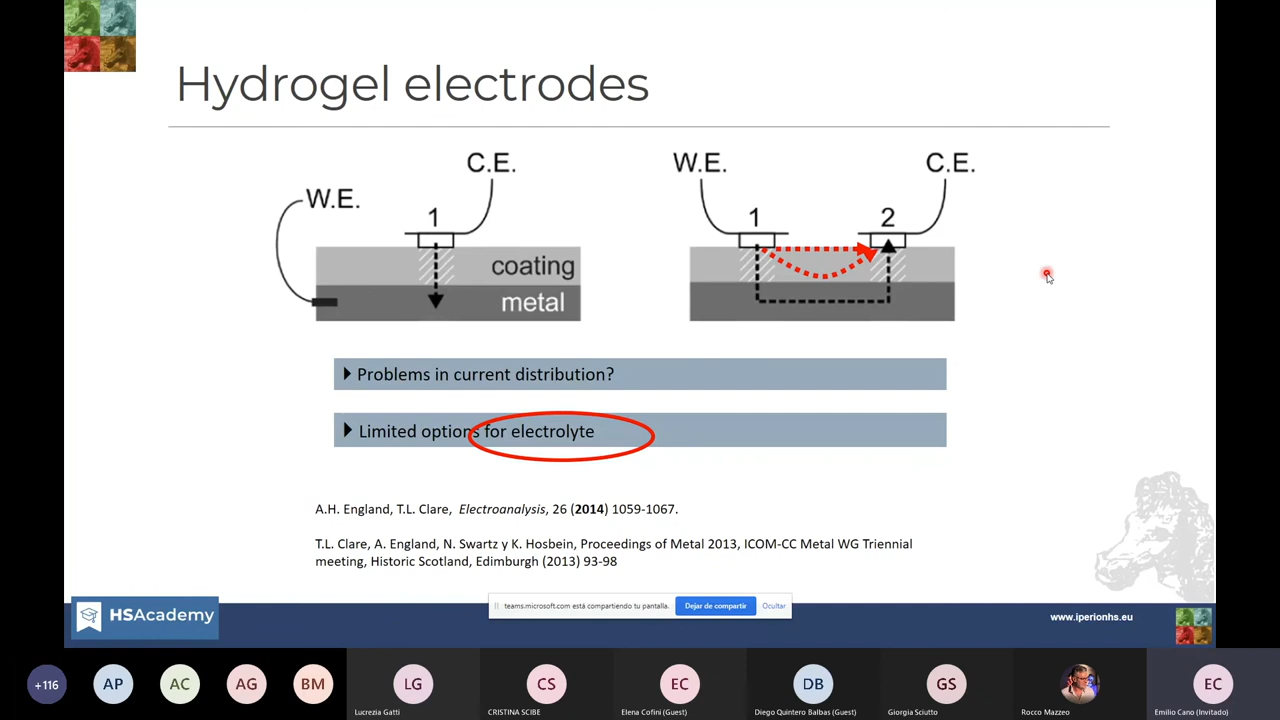 Hydrogel electrodes
W.E.
C.E.
1
coating
metal
W.E.
C.E.
1
2
Problems in current distribution?
Limited options for electrolyte
A.H. England, T.L. Clare, Electroanalysis, 26 (2014) 1059-1067.
T.L. Clare, A. England, N. Swartz y K. Hosbein, Proceedings of Metal 2013, ICOM-CC Metal WG Triennial
meeting, Historic Scotland, Edimburgh (2013) 93-98
teams.microsoft.com está compartiendo tu pantalla.
Dejar de compartir
Ocultar
HSAcademy
www.iperionhs.eu
+116
AP
AC
AG
BM
LG
CS
EC
DB
GS
EC
Lucrezia Gatti
CRISTINA SCIBE
Elena Cofini (Guest)
Diego Quintero Balbas (Guest)
Giorgia Sciutto
Rocco Mazzeo
Emilio Cano (Invitado)